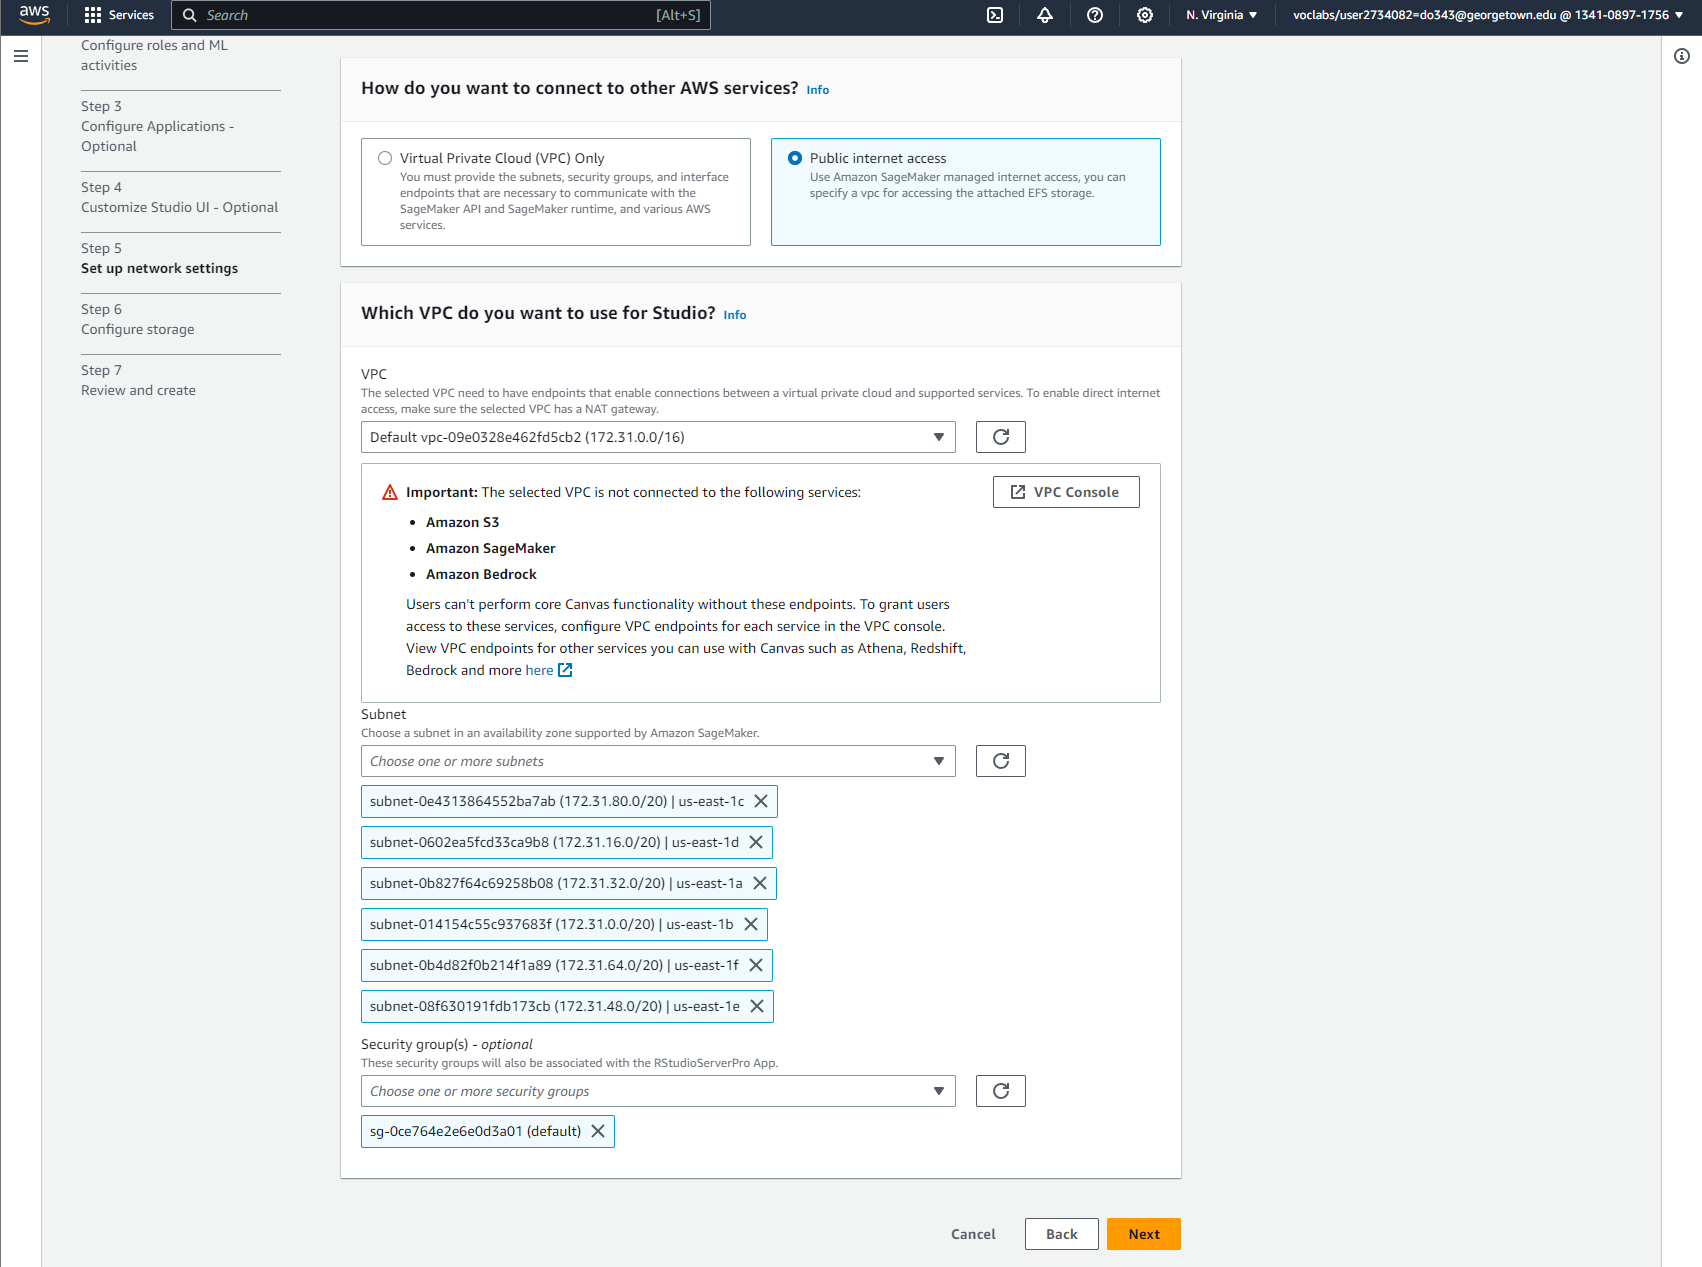 aws
Services
Search
[Alt+S]
N. Virginia
voclabs/user2734082=do343@georgetown.edu @ 1341-0897-1756
Configure roles and ML
activities
Step 3
Configure Applications -
Optional
Step 4
Customize Studio UI - Optional
Step 5
Set up network settings
Step 6
Configure storage
Step 7
Review and create
How do you want to connect to other AWS services? Info
Virtual Private Cloud (VPC) Only
You must provide the subnets, security groups, and interface
endpoints that are necessary to communicate with the
SageMaker API and SageMaker runtime, and various AWS
services.
Public internet access
Use Amazon SageMaker managed internet access, you can
specify a vpc for accessing the attached EFS storage.
Which VPC do you want to use for Studio? Info
VPC
The selected VPC need to have endpoints that enable connections between a virtual private cloud and supported services. To enable direct internet
access, make sure the selected VPC has a NAT gateway.
Default vpc-09e0328e462fd5cb2 (172.31.0.0/16)
Important: The selected VPC is not connected to the following services:
VPC Console
• Amazon S3
• Amazon SageMaker
• Amazon Bedrock
Users can't perform core Canvas functionality without these endpoints. To grant users
access to these services, configure VPC endpoints for each service in the VPC console.
View VPC endpoints for other services you can use with Canvas such as Athena, Redshift,
Bedrock and more here
Subnet
Choose a subnet in an availability zone supported by Amazon SageMaker.
Choose one or more subnets
subnet-0e4313864552ba7ab (172.31.80.0/20) | us-east-1c
subnet-0602ea5fcd33ca9b8 (172.31.16.0/20) | us-east-1d
subnet-0b827f64c69258b08 (172.31.32.0/20) | us-east-1a
subnet-014154c55c937683f (172.31.0.0/20) | us-east-1b
subnet-0b4d82f0b214f1a89 (172.31.64.0/20) | us-east-1f
subnet-08f630191fdb173cb (172.31.48.0/20) | us-east-1e
Security group(s) - optional
These security groups will also be associated with the RStudioServerPro App.
Choose one or more security groups
sg-0ce764e2e6e0d3a01 (default)
Cancel
Back
Next